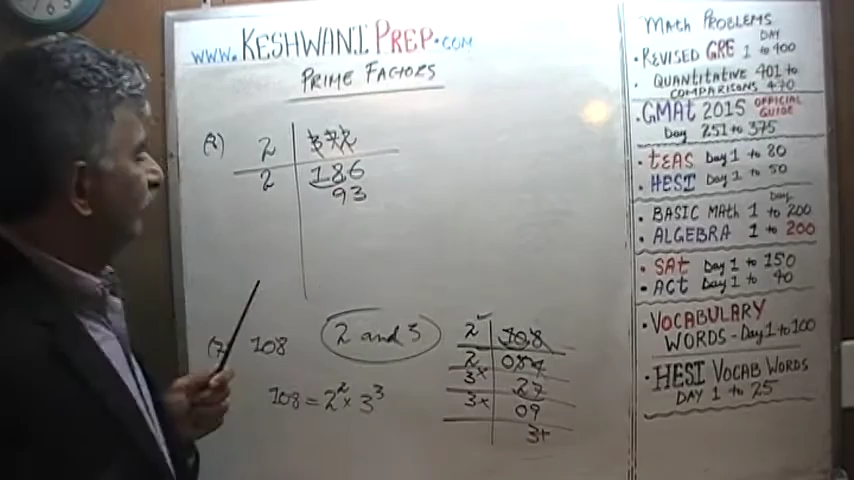 www.KESHWANI PREP.com
PRIME FACTORS
(8) 2 372
2 186
93
(7) 108
2 and 3
108 = 2² × 3³
2 108
2 054
3× 27
3× 09
3+
MATH PROBLEMS
DAY
• REVISED GRE 1 to 400
• QUANTITATIVE 401 to
COMPARISONS 470
• GMAt 2015 OFFICIAL GUIDE
Day 251 to 375
• tEAS Day 1 to 80
• HESI Day 1 to 50
Day
• BASIC MAth 1 to 200
• ALGEBRA 1 to 200
• SAt Day 1 to 150
• ACt Day 1 to 40
• VOCABULARY
WORDS - Day 1 to 100
• HESI VOCAB WORDS
DAY 1 to 25